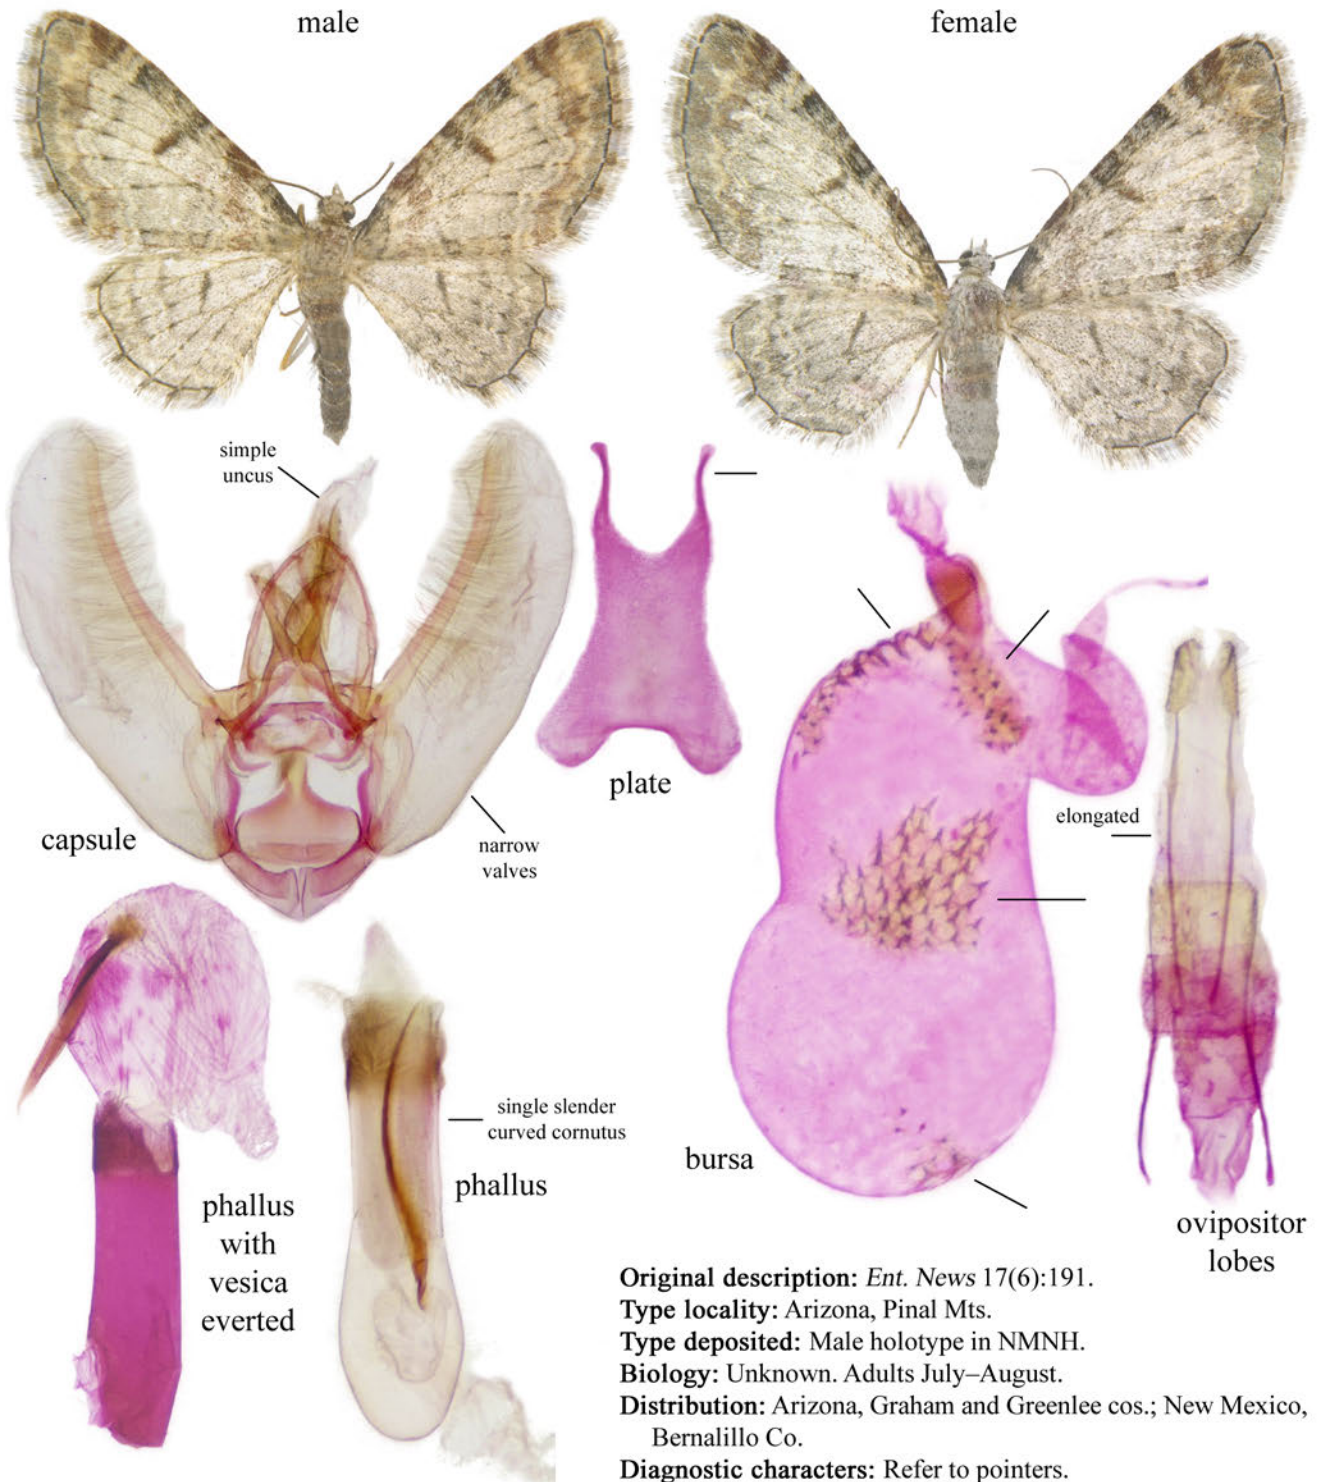 male
female
simple
uncus
plate
capsule
narrow
valves
elongated
single slender
curved cornutus
phallus
bursa
phallus
with
vesica
everted
ovipositor
lobes
Original description: Ent. News 17(6):191.
Type locality: Arizona, Pinal Mts.
Type deposited: Male holotype in NMNH.
Biology: Unknown. Adults July–August.
Distribution: Arizona, Graham and Greenlee cos.; New Mexico,
Bernalillo Co.
Diagnostic characters: Refer to pointers.